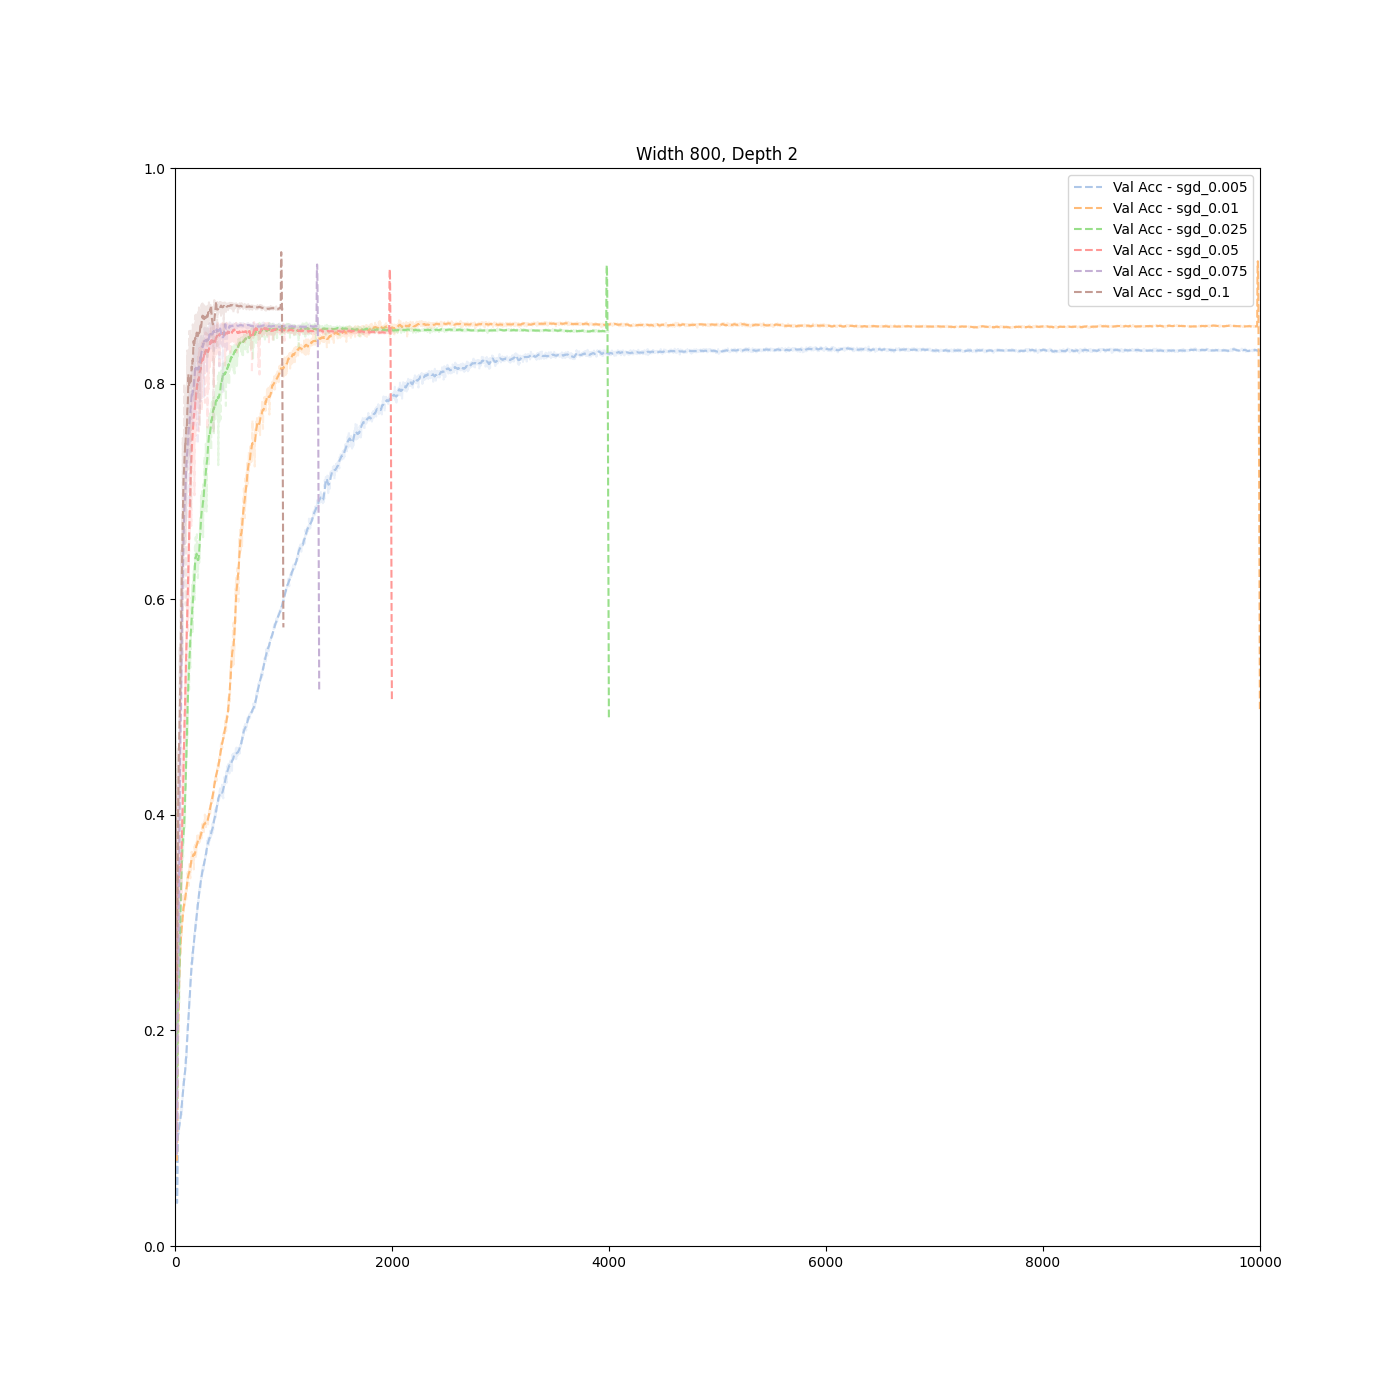 Width 800, Depth 2
1.0
0.8
0.6
0.4
0.2
0.0
0
2000
4000
6000
8000
10000
Val Acc - sgd_0.005
Val Acc - sgd_0.01
Val Acc - sgd_0.025
Val Acc - sgd_0.05
Val Acc - sgd_0.075
Val Acc - sgd_0.1